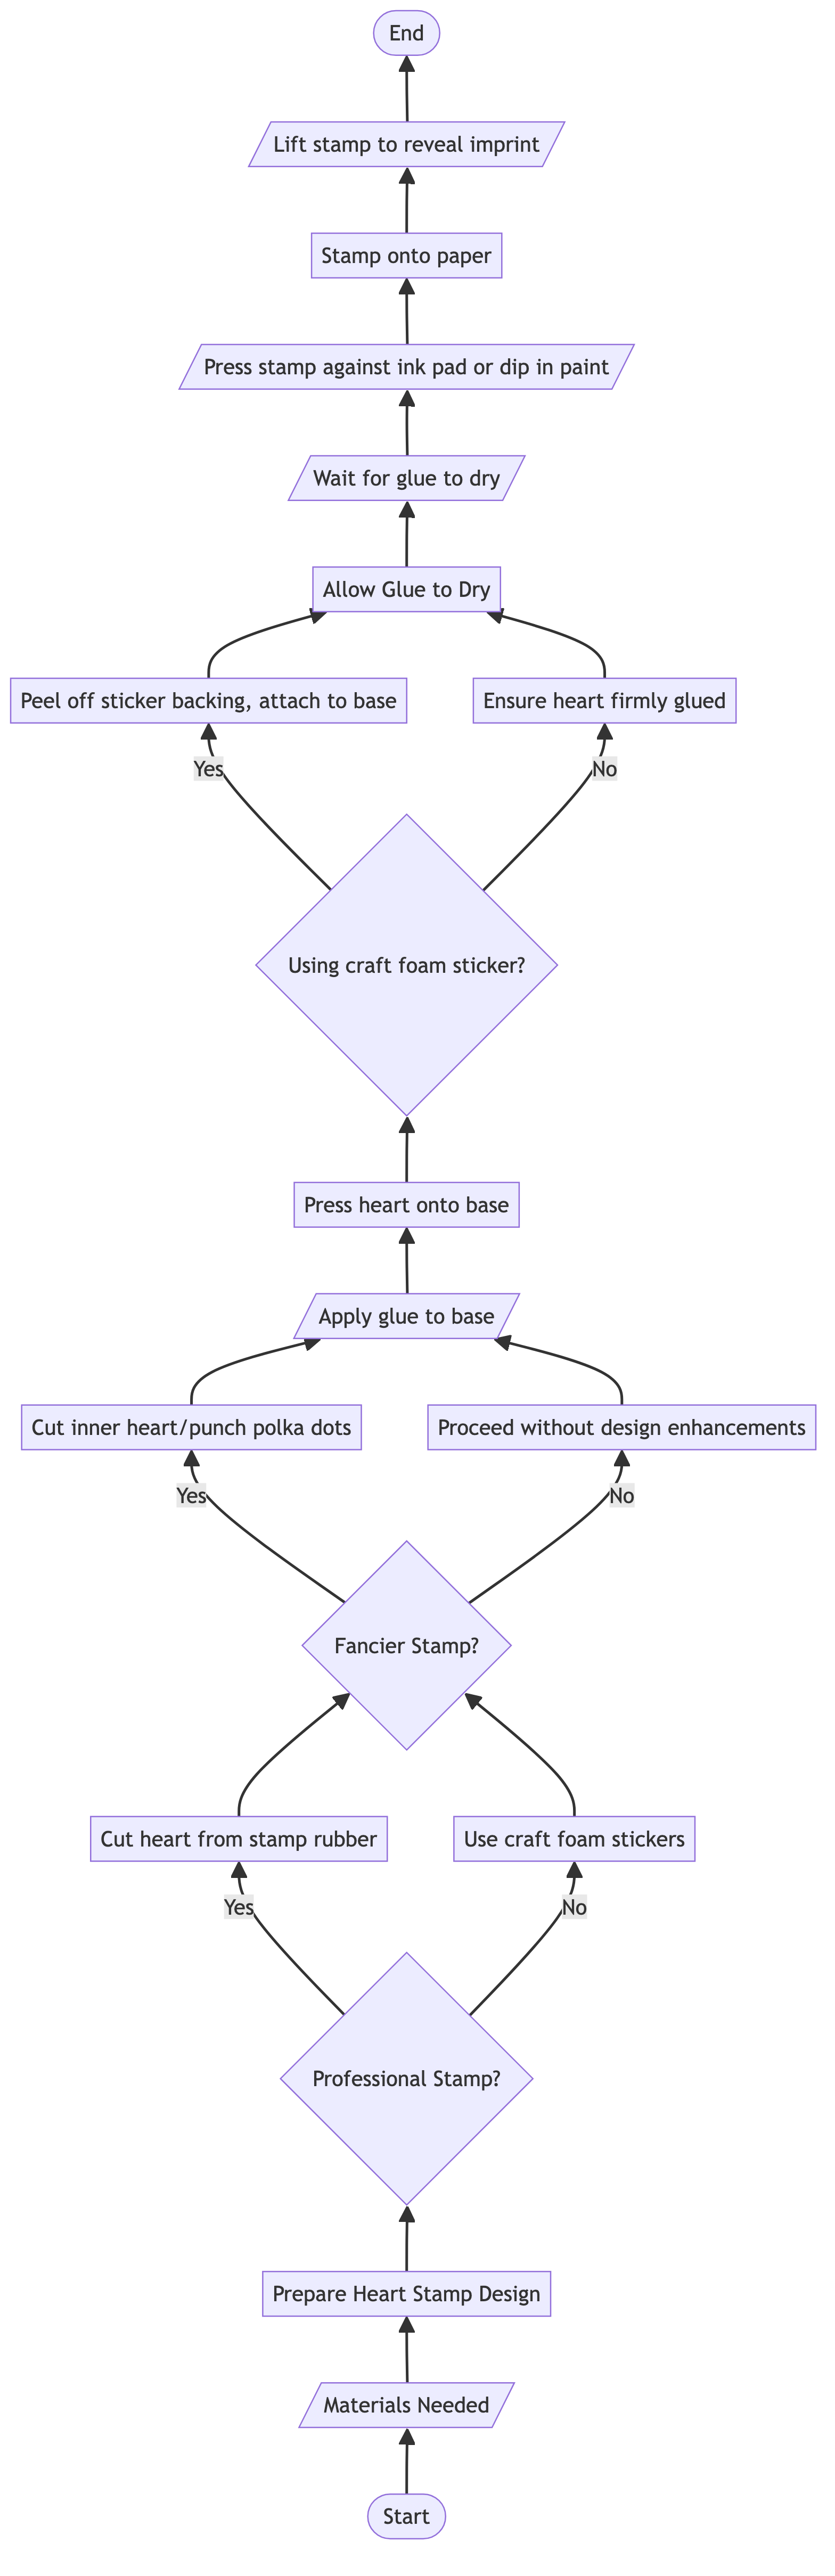 End
Lift stamp to reveal imprint
Stamp onto paper
Press stamp against ink pad or dip in paint
Wait for glue to dry
Allow Glue to Dry
Peel off sticker backing, attach to base
Ensure heart firmly glued
Yes
No
Using craft foam sticker?
Press heart onto base
Apply glue to base
Cut inner heart/punch polka dots
Proceed without design enhancements
Yes
No
Fancier Stamp?
Cut heart from stamp rubber
Use craft foam stickers
Yes
No
Professional Stamp?
Prepare Heart Stamp Design
Materials Needed
Start